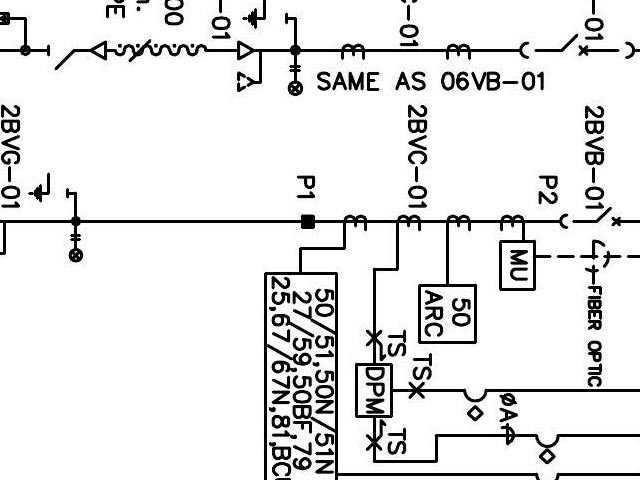 PE
00
-01
C-01
-01
SAME AS 06VB-01
2BVG-01
P1
2BVC-01
P2
2BVB-01
MU
FIBER OPTIC
50
ARC
TS
TS
DPM
TS
ØA
50/51,50N/51N
27/59,50BF,79
25,67/67N,81,BC